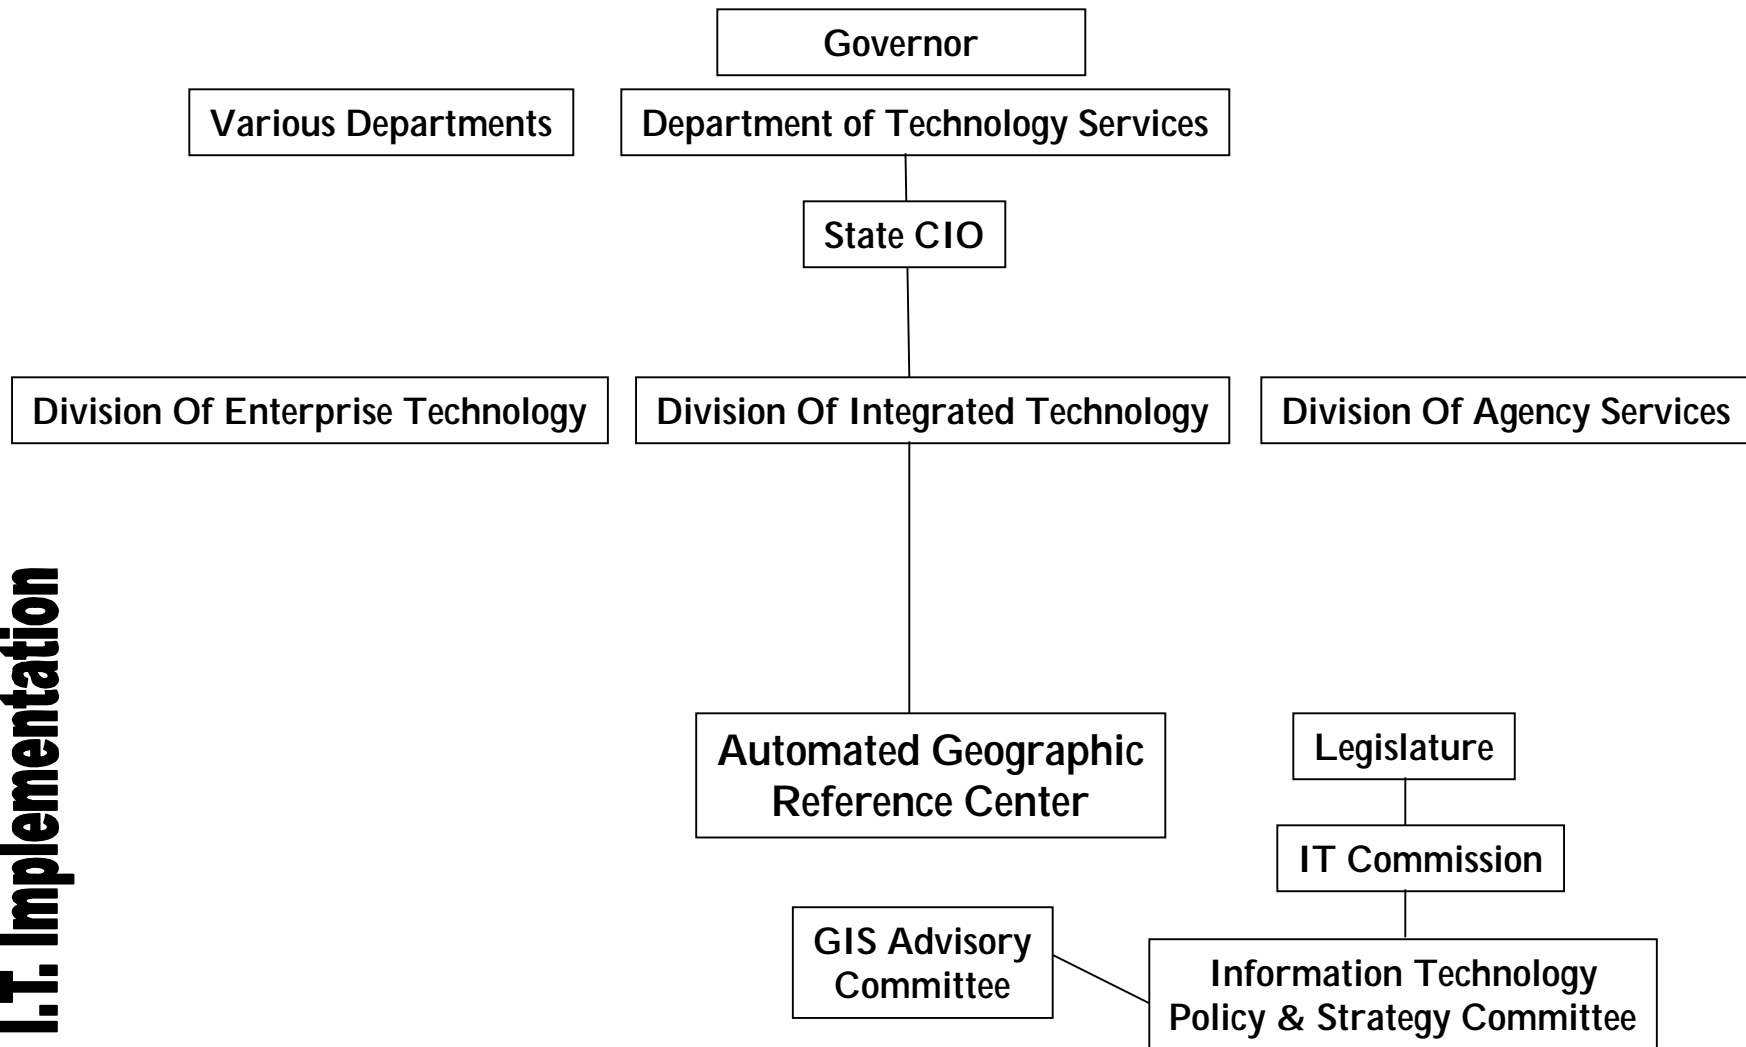 Governor
Various Departments
Department of Technology Services
State CIO
Division Of Enterprise Technology
Division Of Integrated Technology
Division Of Agency Services
I.T. Implementation
Automated Geographic
Reference Center
Legislature
IT Commission
GIS Advisory
Committee
Information Technology
Policy & Strategy Committee